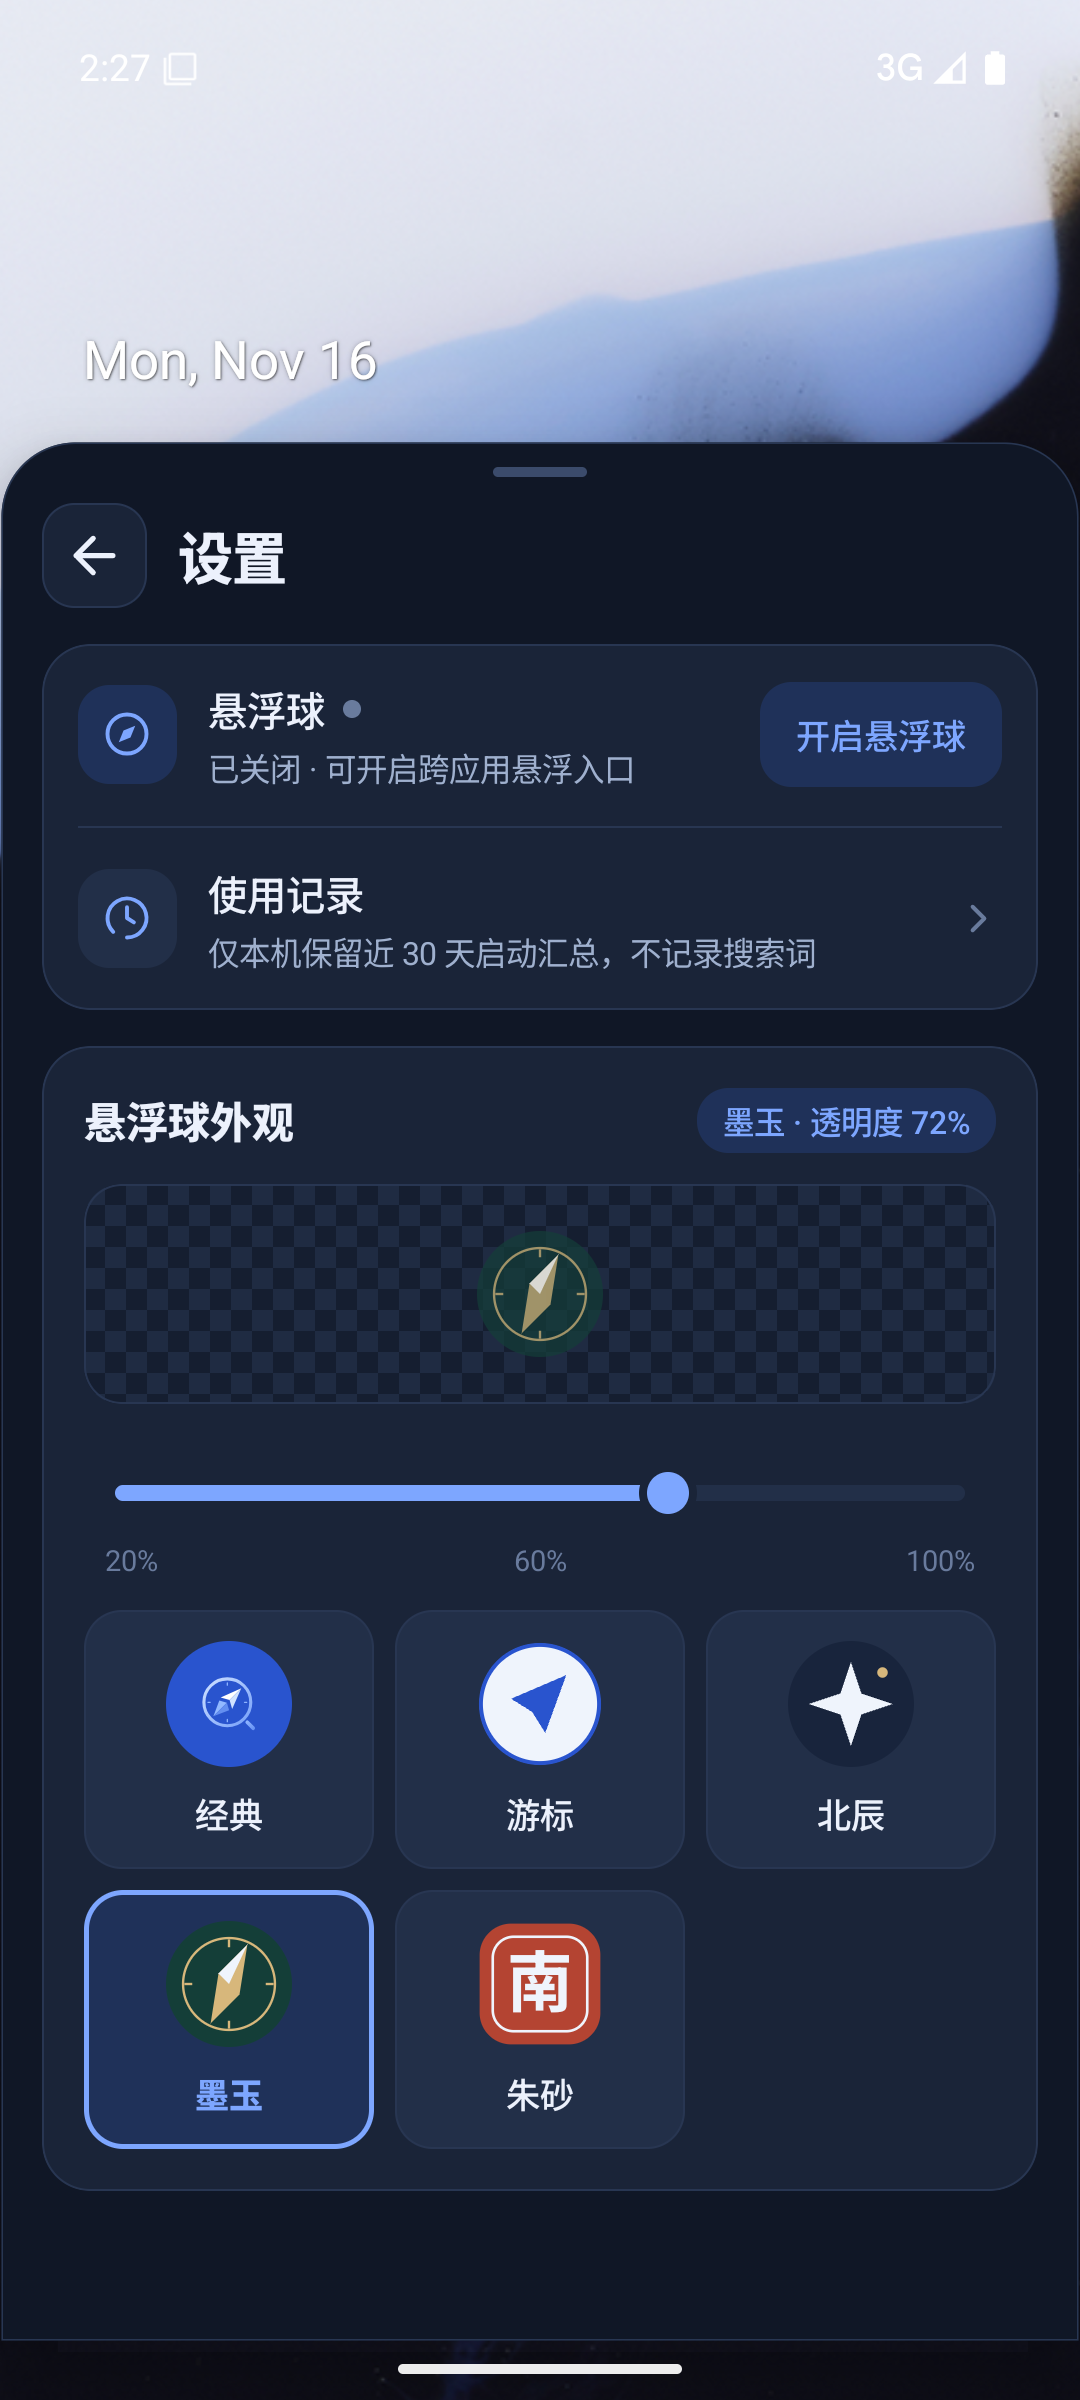 2:27
3G
Mon, Nov 16
设置
悬浮球
已关闭 · 可开启跨应用悬浮入口
开启悬浮球
使用记录
仅本机保留近 30 天启动汇总，不记录搜索词
悬浮球外观
墨玉 · 透明度 72%
20%
60%
100%
经典
游标
北辰
墨玉
南
朱砂